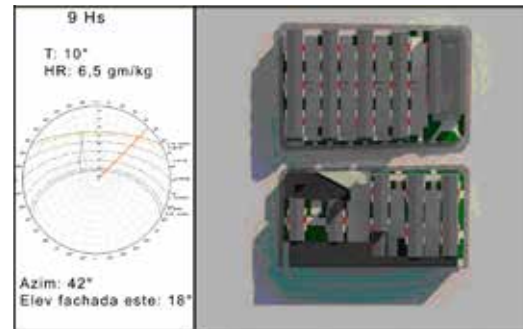 9 Hs
T: 10°
HR: 6,5 gm/kg
Azim: 42°
Elev fachada este: 18°